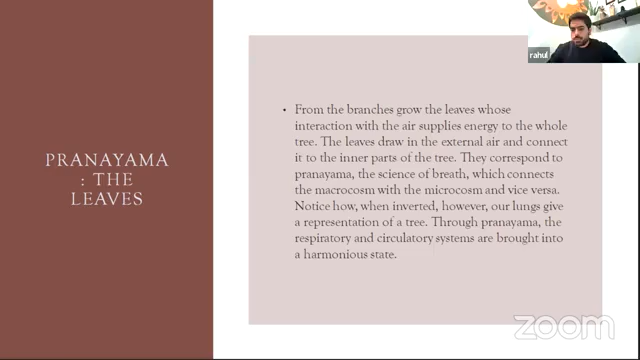 rahul
PRANAYAMA
: THE
LEAVES
• From the branches grow the leaves whose
interaction with the air supplies energy to the whole
tree. The leaves draw in the external air and connect
it to the inner parts of the tree. They correspond to
pranayama, the science of breath, which connects
the macrocosm with the microcosm and vice versa.
Notice how, when inverted, however, our lungs give
a representation of a tree. Through pranayama, the
respiratory and circulatory systems are brought into
a harmonious state.
zoom